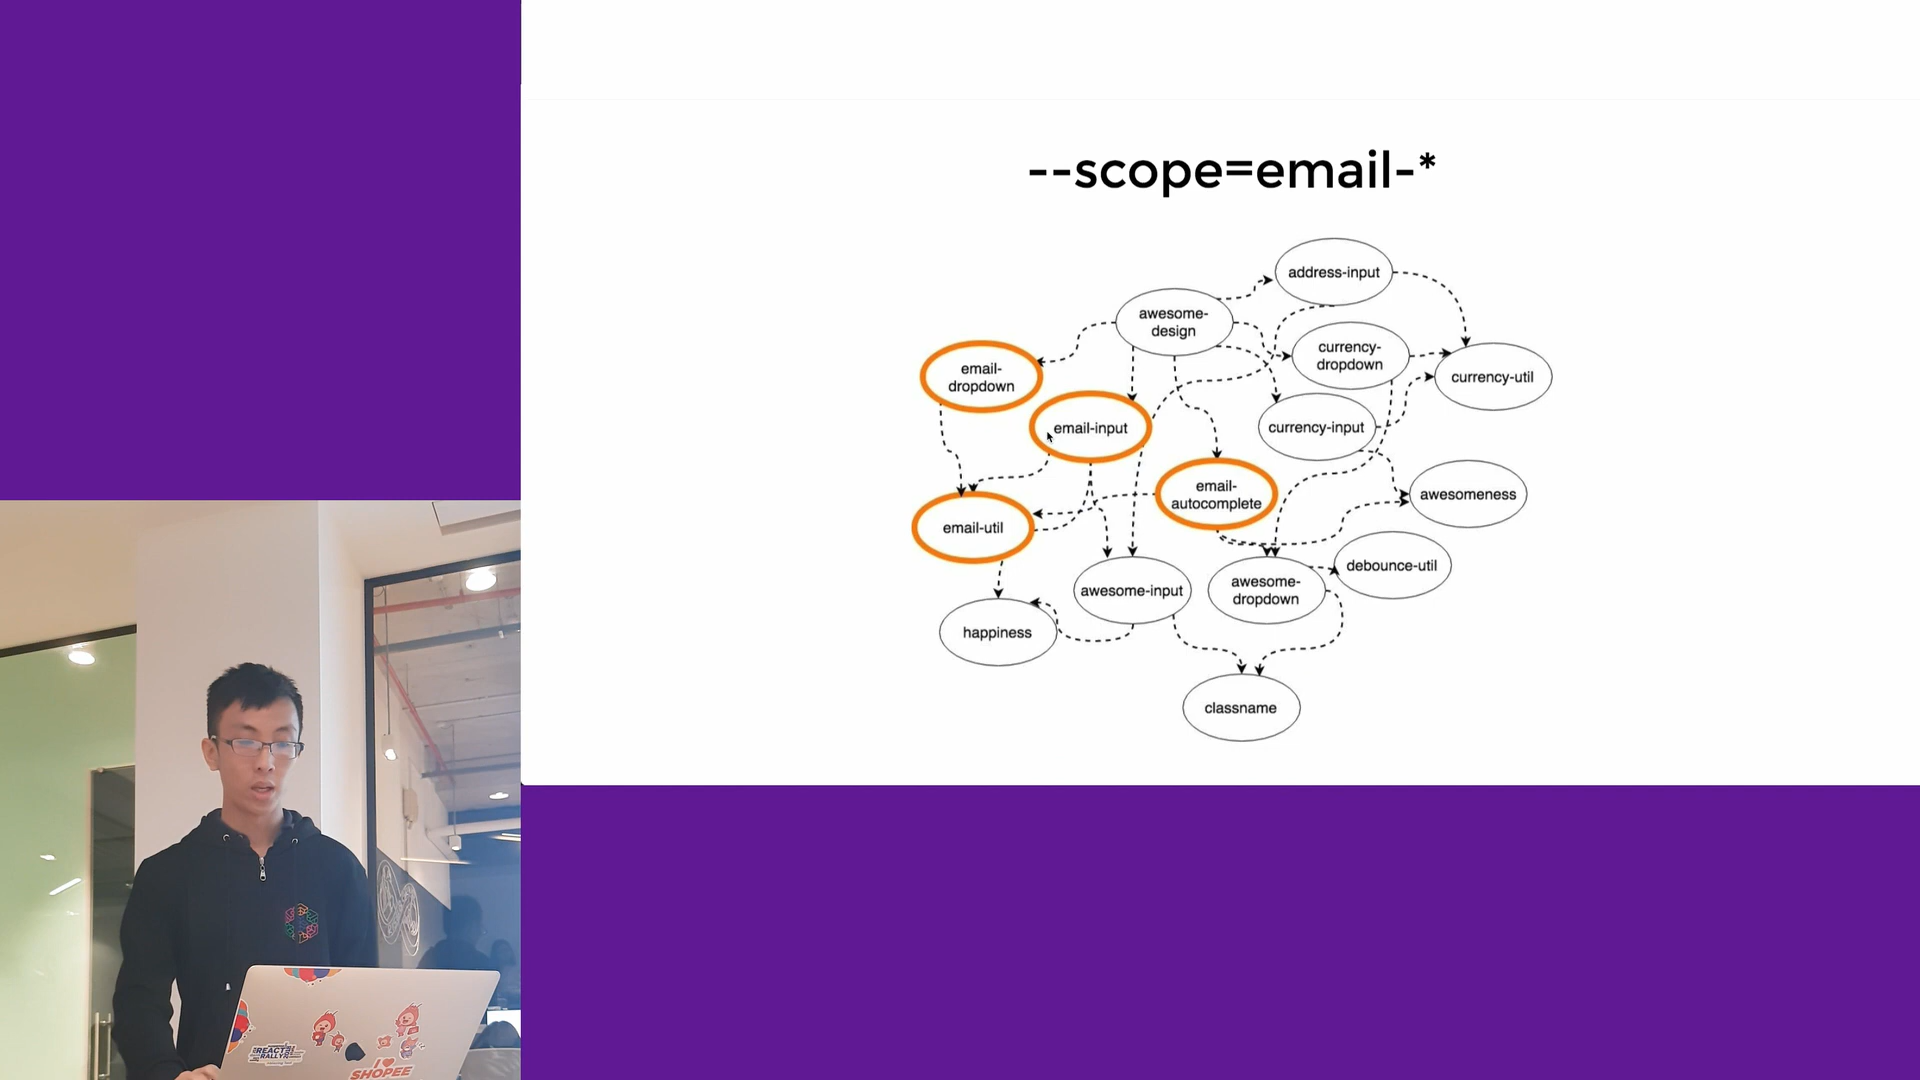 --scope=email-*
address-input
awesome-
design
currency-
dropdown
email-
dropdown
currency-util
email-input
currency-input
email-
autocomplete
awesomeness
email-util
debounce-util
awesome-input
awesome-
dropdown
happiness
classname
REACT
RALLY
I
SHOPEE